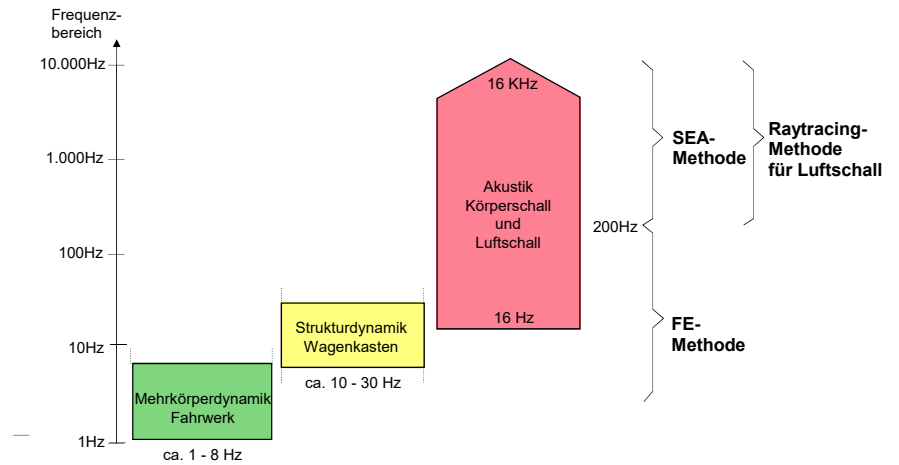 Frequenz-
bereich
10.000Hz
1.000Hz
100Hz
10Hz
1Hz
Mehrkörperdynamik
Fahrwerk
ca. 1 - 8 Hz
Strukturdynamik
Wagenkasten
ca. 10 - 30 Hz
16 KHz
Akustik
Körperschall
und
Luftschall
16 Hz
200Hz
SEA-
Methode
FE-
Methode
Raytracing-
Methode
für Luftschall